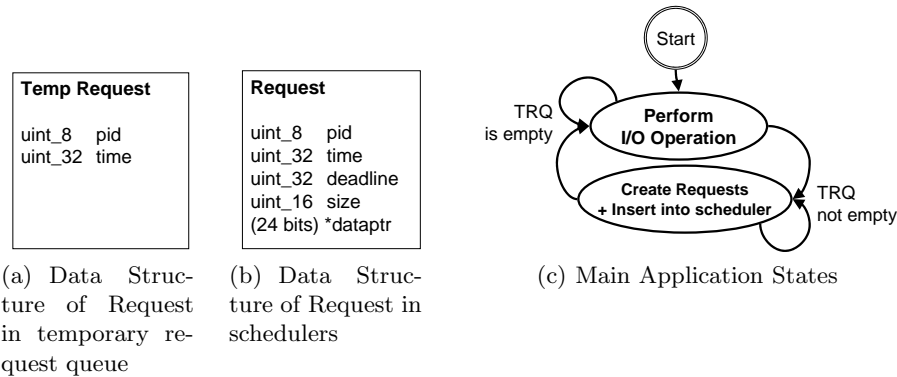 Temp Request
uint_8 pid
uint_32 time
Request
uint_8 pid
uint_32 time
uint_32 deadline
uint_16 size
(24 bits) *dataptr
Start
TRQ
is empty
Perform
I/O Operation
Create Requests
+ Insert into scheduler
TRQ
not empty
(a) Data Struc-
ture of Request
in temporary re-
quest queue
(b) Data Struc-
ture of Request in
schedulers
(c) Main Application States